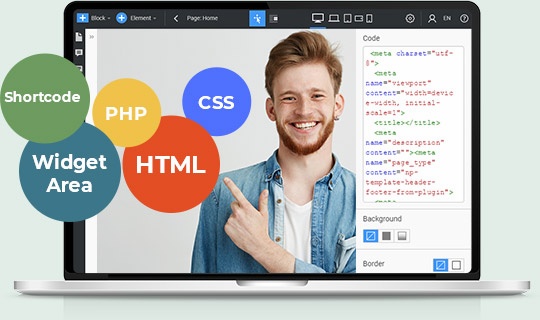 Block
Element
Page: Home
EN
Code
<meta charset="utf-
8">
<meta
name="viewport"
content="width=devic
e-width, initial-
scale=1">
<title></title>
<meta
name="description"
content=""><meta
name="page_type"
content="np-
template-header-
footer-from-plugin">
<meta
Background
Border
Shortcode
PHP
CSS
Widget
Area
HTML